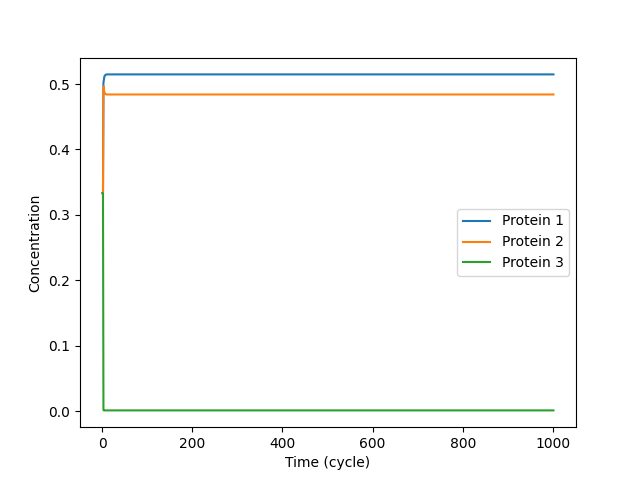 0.5
0.4
0.3
0.2
0.1
0.0
Concentration
Protein 1
Protein 2
Protein 3
0 200 400 600 800 1000
Time (cycle)